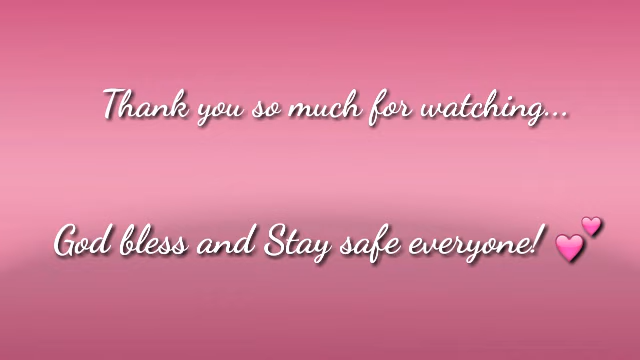 Thank you so much for watching...
God bless and Stay safe everyone! 💕